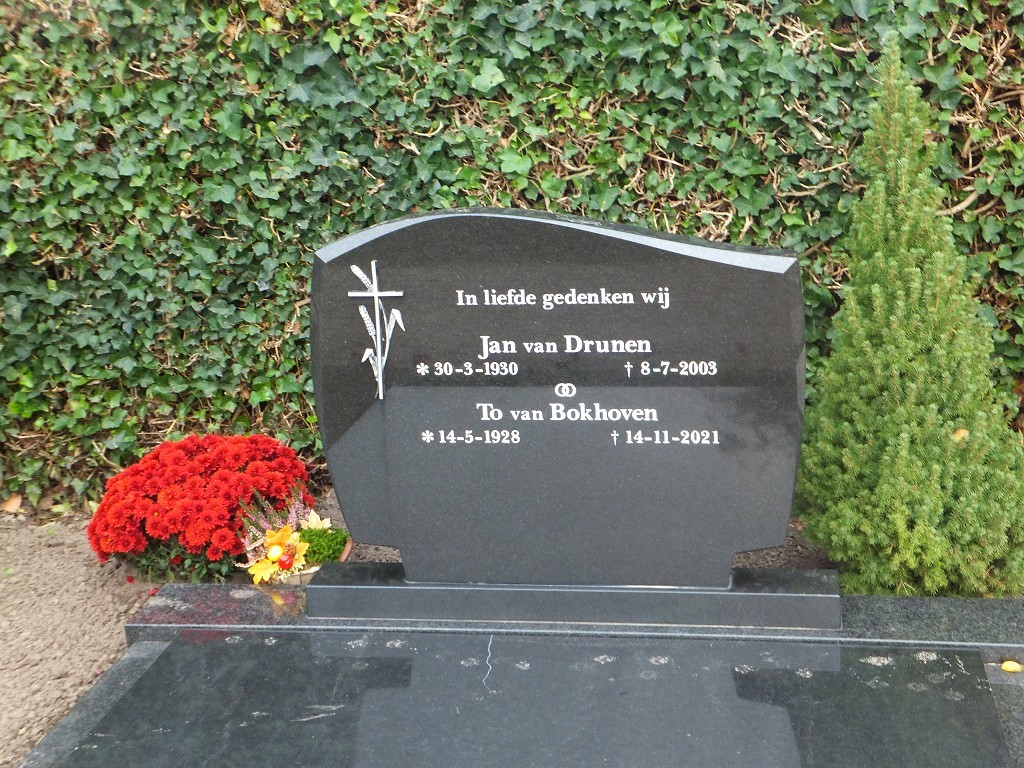 In liefde gedenken wij
Jan van Drunen
* 30-3-1930 † 8-7-2003
To van Bokhoven
* 14-5-1928 † 14-11-2021